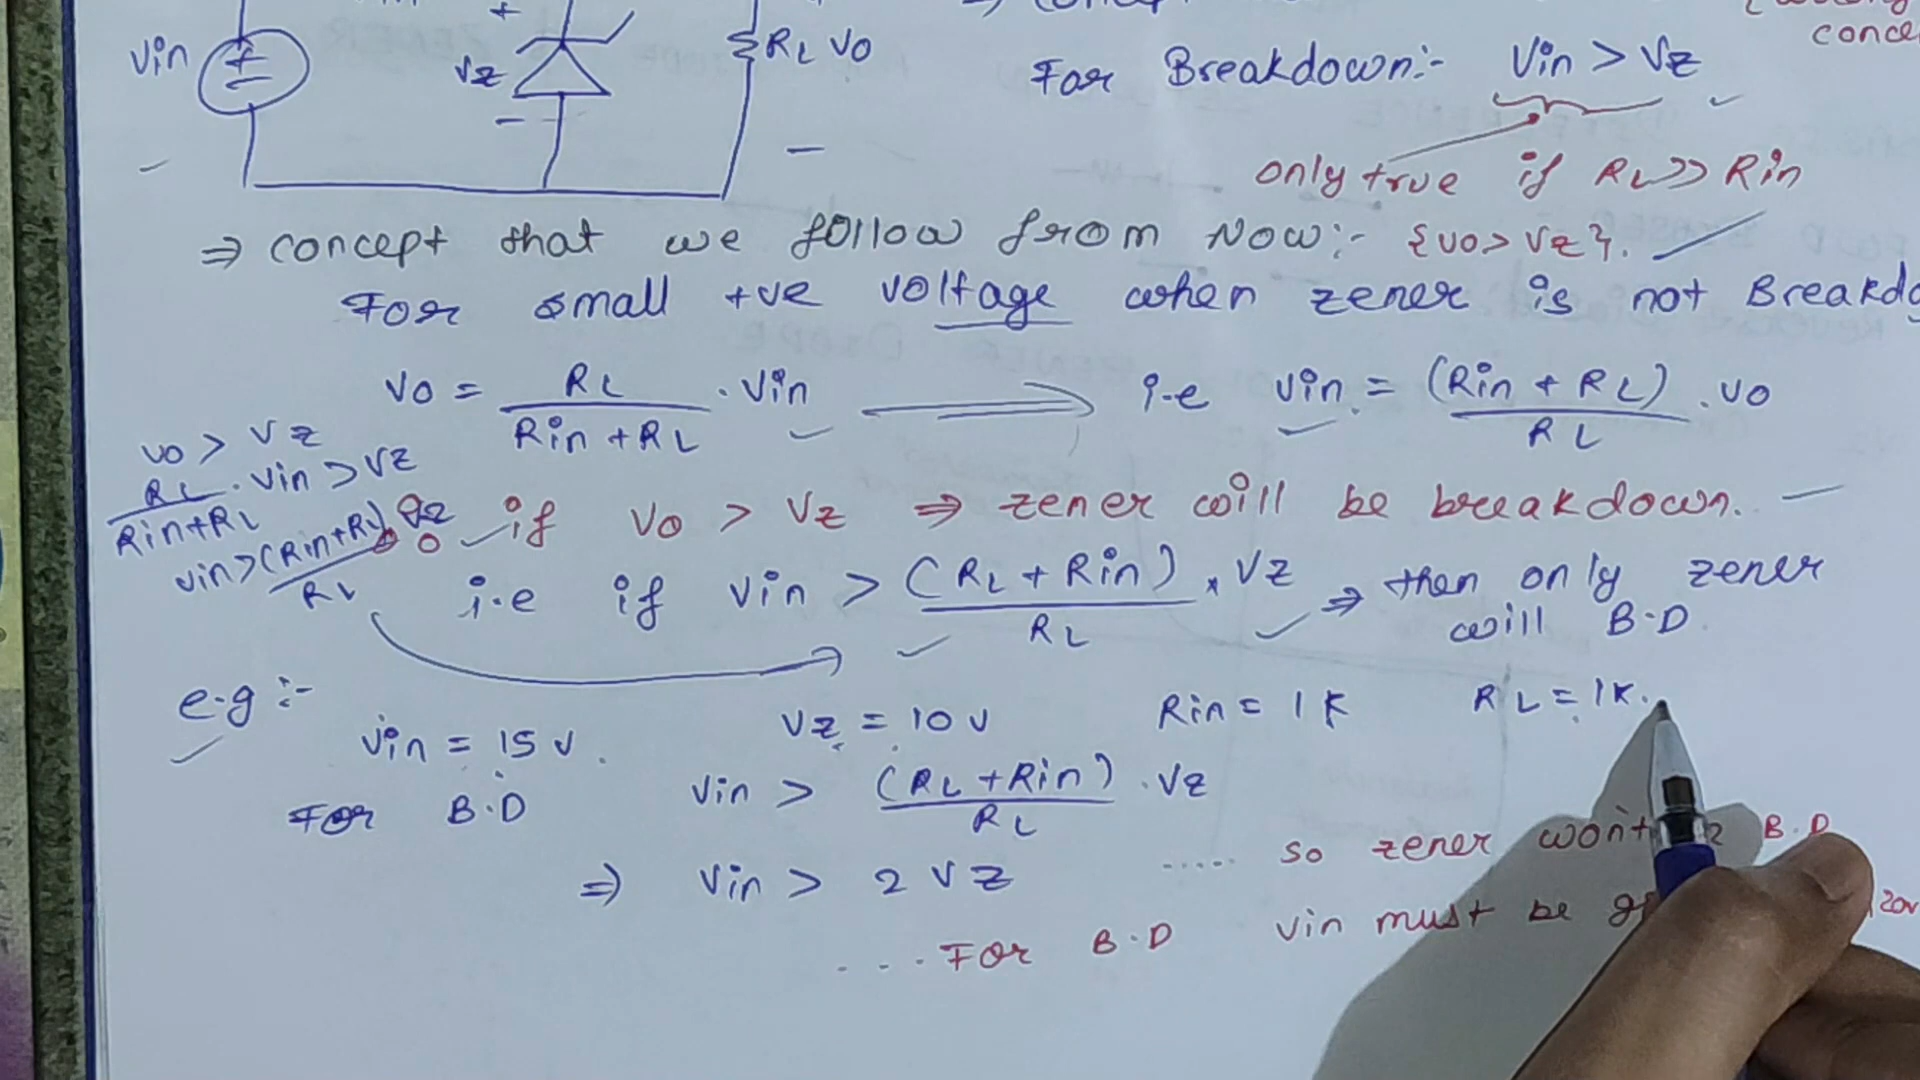 Vin
+
Vz
-
RL Vo
-
For Breakdown:- Vin > Vz
conce
only true if RL >> Rin
⇒ concept that we follow from Now:- {Vo > Vz}.
For small +ve voltage when zener is not Breakdo
Vo = RL / (Rin + RL) . Vin
i.e Vin = (Rin + RL) / RL . Vo
Vo > Vz
RL / (Rin+RL) . Vin > Vz
Vin > (Rin+RL) / RL
if Vo > Vz ⇒ zener will be breakdown.
i.e if Vin > (RL + Rin) / RL × Vz ⇒ then only zener
will B.D.
e.g :-
Vin = 15 V. Vz = 10 V Rin = 1 K RL = 1K.
For B.D Vin > (RL + Rin) / RL . Vz
⇒ Vin > 2 Vz ..... so zener won't B.D
... For B.D Vin must be 20V